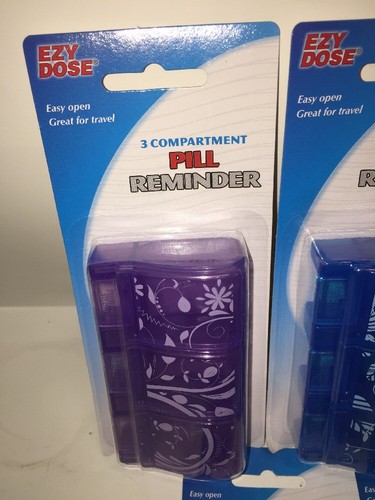 EZY
DOSE®
Easy open
Great for travel
3 COMPARTMENT
PILL
REMINDER
EZY
DOSE®
Easy open
Great for travel
R
Easy open
Easy